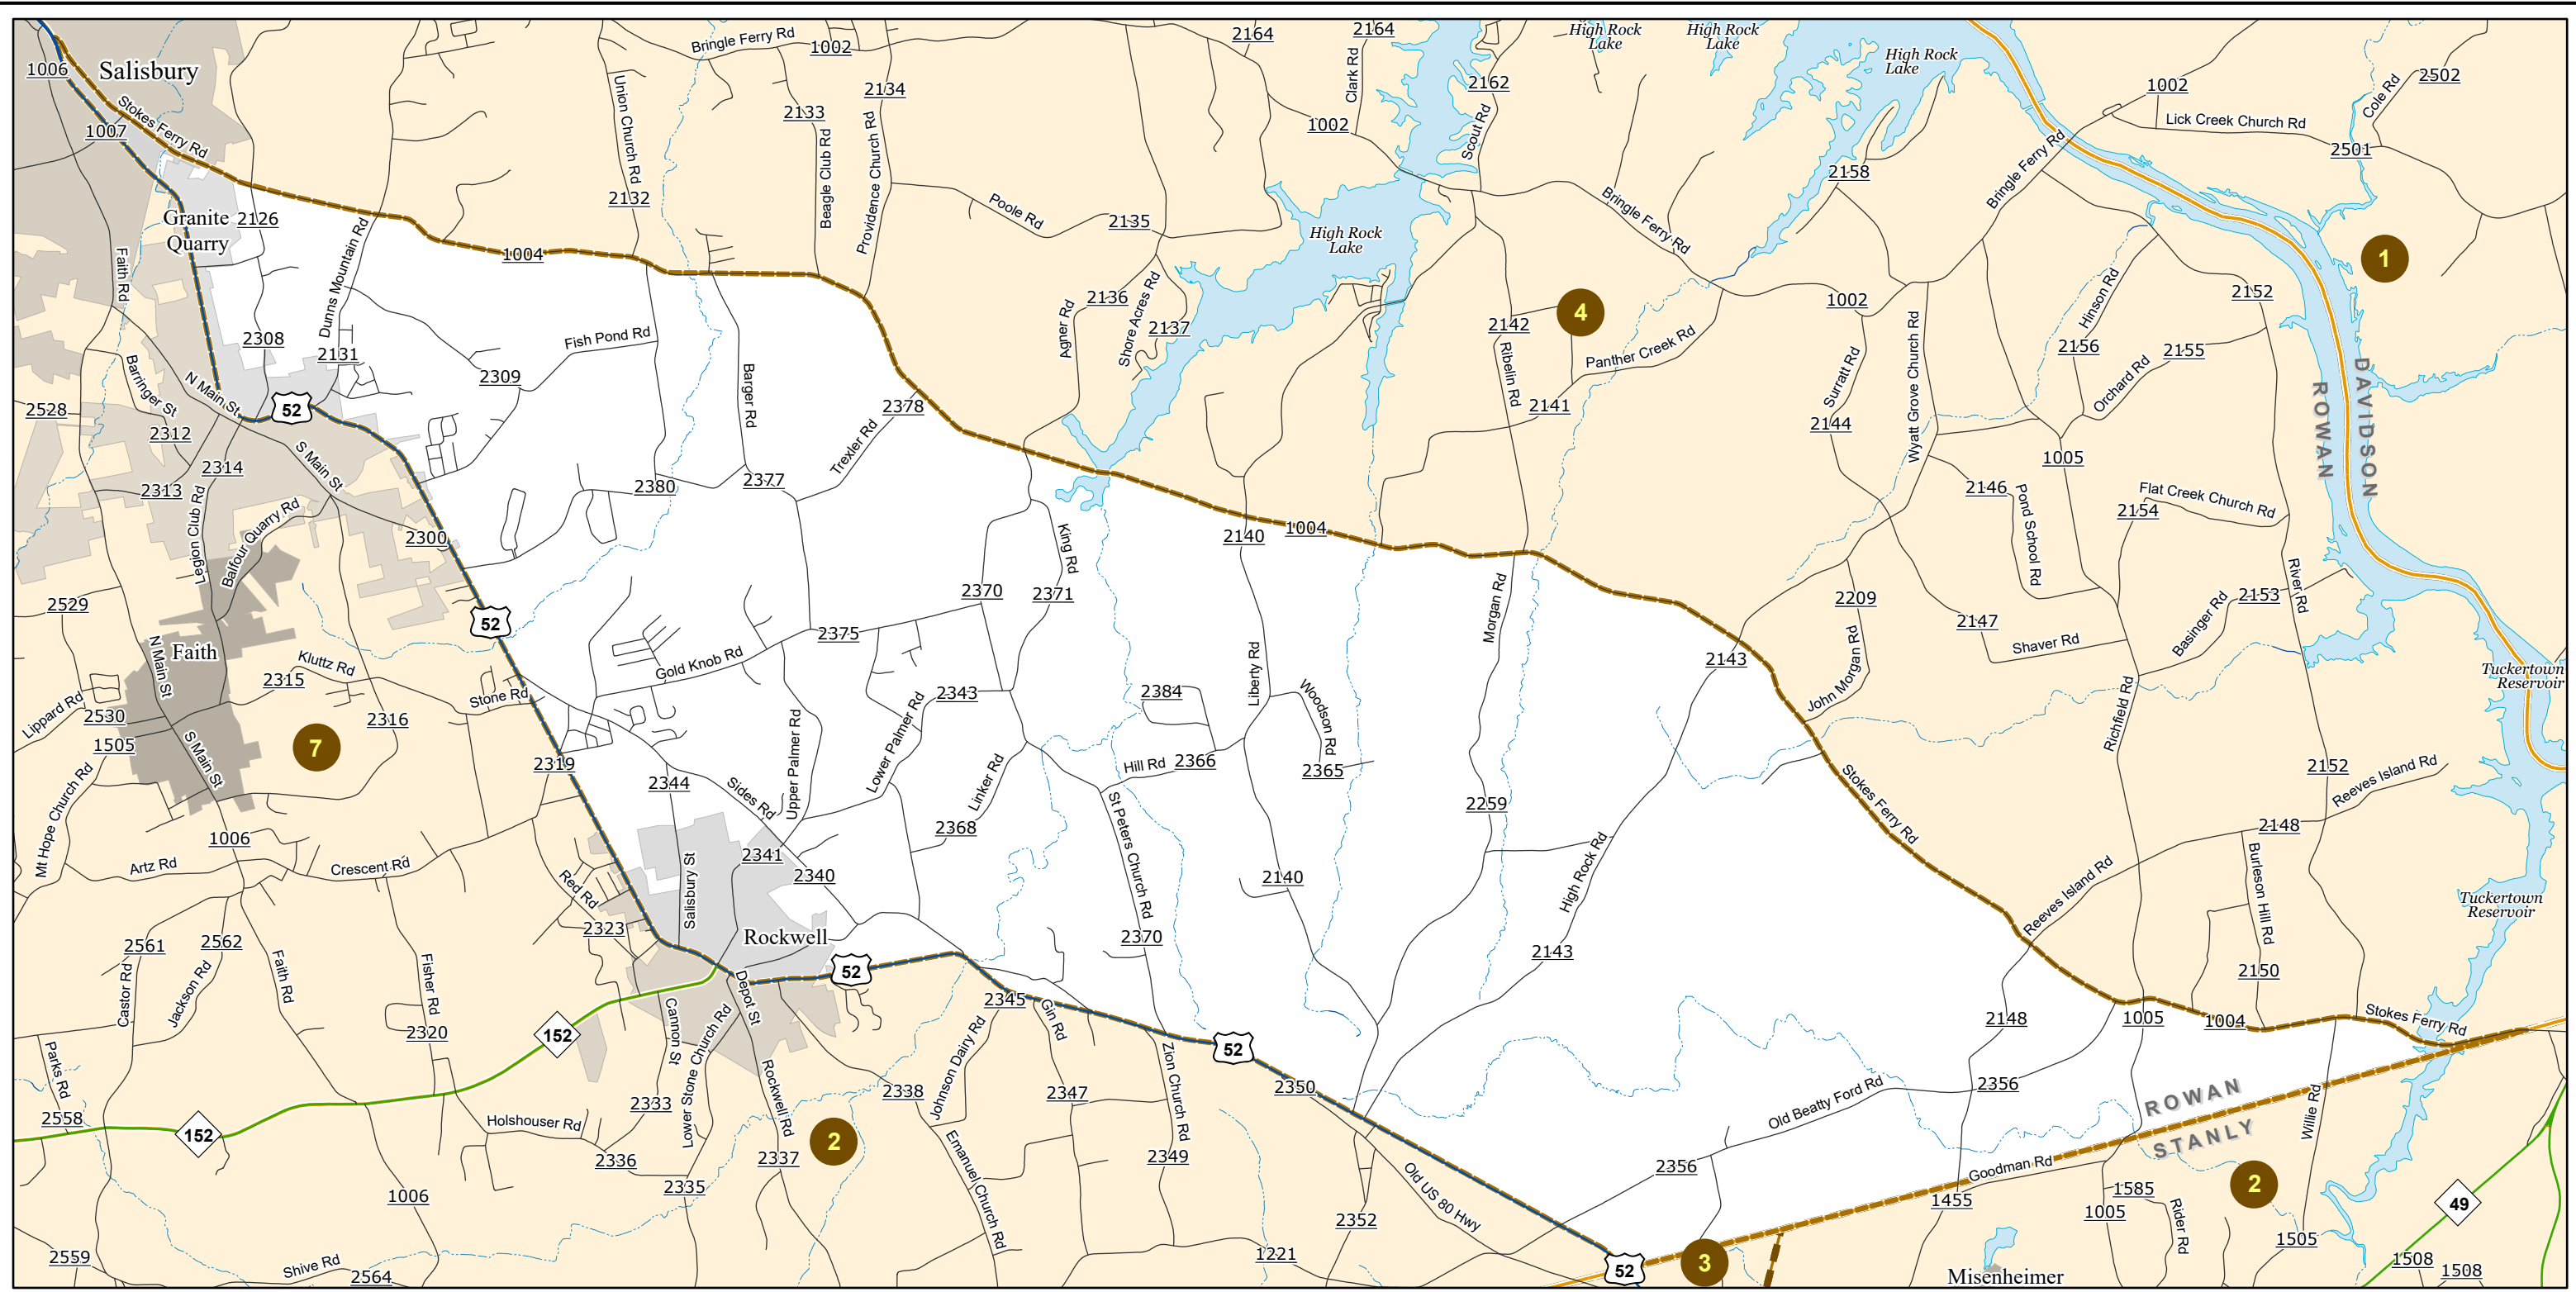 Bringle Ferry Rd
1002
2164
Clark Rd
2164
High Rock
Lake
High Rock
Lake
High Rock
Lake
1006
Salisbury
Union Church Rd
2134
2133
2162
1002
Cole Rd
2502
Stokes Ferry Rd
1007
Beagle Club Rd
Providence Church Rd
1002
Scout Rd
Bringle Ferry Rd
Lick Creek Church Rd
2501
2158
2132
Granite
Quarry
2126
Poole Rd
2135
High Rock
Lake
Bringle Ferry Rd
Faith Rd
Dunns Mountain Rd
1004
1
2136
Shore Acres Rd
Agner Rd
2137
4
1002
Hinson Rd
2152
2308
2131
Fish Pond Rd
2142
Panther Creek Rd
2156
2155
Barringer St
N Main St
2309
Barger Rd
Ribelin Rd
Surratt Rd
Wyatt Grove Church Rd
Orchard Rd
DAVIDSON
ROWAN
2528
52
2378
2141
2312
2144
S Main St
Trexler Rd
1005
2314
2313
2380
2377
2146
Pond School Rd
Flat Creek Church Rd
2154
Legion Club Rd
Balfour Quarry Rd
2300
King Rd
2140
1004
2529
52
2370
2371
Morgan Rd
2209
2147
Basinger Rd
2153
River Rd
Faith
N Main St
Kluttz Rd
2315
2375
Gold Knob Rd
Liberty Rd
2143
John Morgan Rd
Shaver Rd
Tuckertown
Reservoir
Lippard Rd
2530
1505
7
2316
Stone Rd
Upper Palmer Rd
Lower Palmer Rd
2343
2384
Woodson Rd
Richfield Rd
S Main St
Mt Hope Church Rd
2319
2344
Sides Rd
Linker Rd
Hill Rd
2366
2365
2152
Reeves Island Rd
Stokes Ferry Rd
1006
2368
St Peters Church Rd
2259
2148
Artz Rd
Crescent Rd
2341
2340
High Rock Rd
Burleson Hill Rd
Reeves Island Rd
Red Rd
Salisbury St
2140
Tuckertown
Reservoir
2323
Rockwell
2561
2562
2370
2143
Castor Rd
Jackson Rd
Faith Rd
Fisher Rd
52
2150
Depot St
2345
Gin Rd
2320
152
Cannon St
Lower Stone Church Rd
52
2148
1005
1004
Stokes Ferry Rd
Parks Rd
2558
152
2333
Rockwell Rd
2338
Johnson Dairy Rd
2347
Zion Church Rd
2350
Old Beatty Ford Rd
2356
ROWAN
STANLY
Willie Rd
Holshouser Rd
2
2336
2337
Emanuel Church Rd
2349
2356
Goodman Rd
2335
Old US 80 Hwy
1455
1585
2
1006
1005
Rider Rd
49
2352
1505
2559
Shive Rd
2564
1221
52
3
Misenheimer
1508
1508